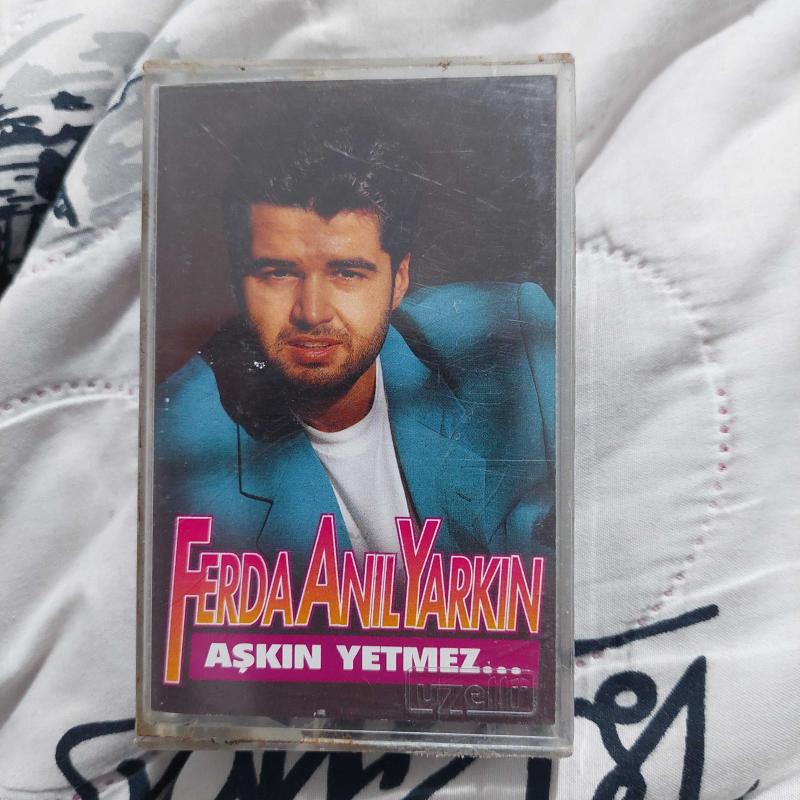 FERDA ANIL YARKIN
AŞKIN YETMEZ...
uzelli